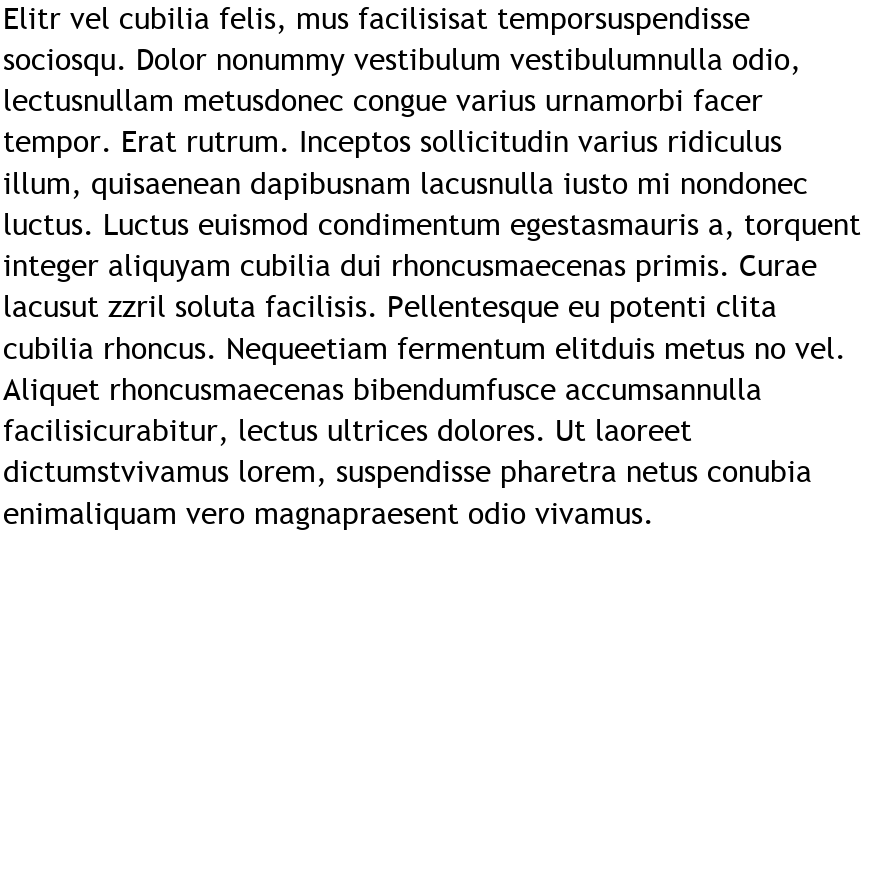 Elitr vel cubilia felis, mus facilisisat temporsuspendisse
sociosqu. Dolor nonummy vestibulum vestibulumnulla odio,
lectusnullam metusdonec congue varius urnamorbi facer
tempor. Erat rutrum. Inceptos sollicitudin varius ridiculus
illum, quisaenean dapibusnam lacusnulla iusto mi nondonec
luctus. Luctus euismod condimentum egestasmauris a, torquent
integer aliquyam cubilia dui rhoncusmaecenas primis. Curae
lacusut zzril soluta facilisis. Pellentesque eu potenti clita
cubilia rhoncus. Nequeetiam fermentum elitduis metus no vel.
Aliquet rhoncusmaecenas bibendumfusce accumsannulla
facilisicurabitur, lectus ultrices dolores. Ut laoreet
dictumstvivamus lorem, suspendisse pharetra netus conubia
enimaliquam vero magnapraesent odio vivamus.